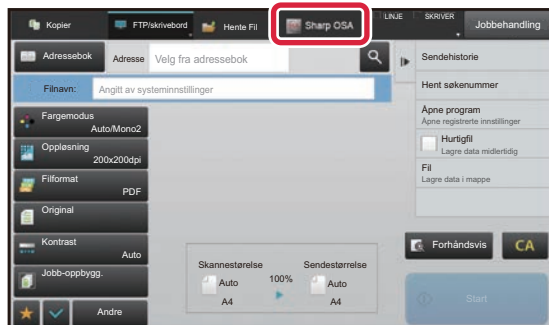 Kopier
FTP/skrivebord
Hente Fil
Sharp OSA
LINJE
SKRIVER
Jobbehandling
Adressebok
Adresse
Velg fra adressebok
Filnavn:
Angitt av systeminnstillinger
Fargemodus
Auto/Mono2
Oppløsning
200x200dpi
Filformat
PDF
Original
Kontrast
Auto
Jobb-oppbygg.
Andre
Skannestørelse
Auto
A4
100%
Sendestørrelse
Auto
A4
Sendehistorie
Hent søkenummer
Åpne program
Åpne registrerte innstillinger
Hurtigfil
Lagre data midlertidig
Fil
Lagre data i mappe
Forhåndsvis
CA
Start